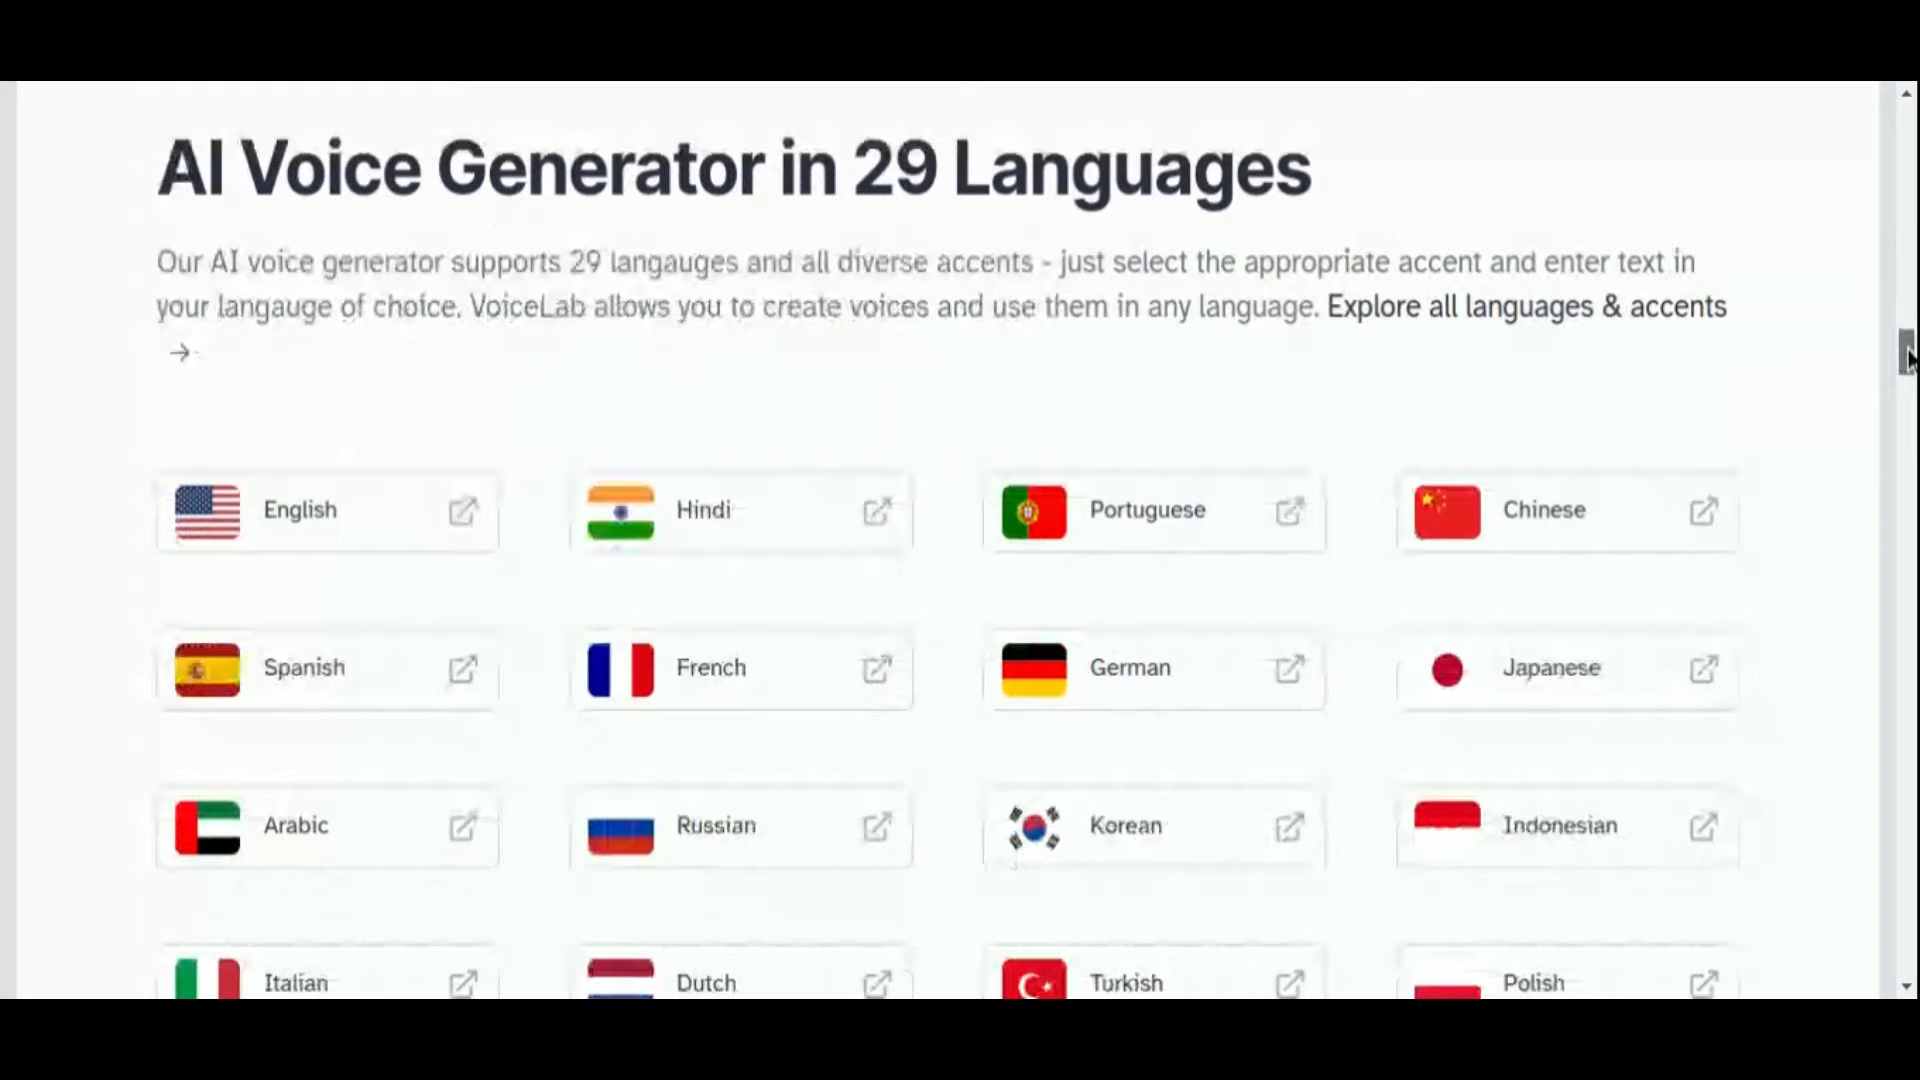 AI Voice Generator in 29 Languages
Our AI voice generator supports 29 langauges and all diverse accents - just select the appropriate accent and enter text in
your langauge of choice. VoiceLab allows you to create voices and use them in any language. Explore all languages & accents
→
English
Hindi
Portuguese
Chinese
Spanish
French
German
Japanese
Arabic
Russian
Korean
Indonesian
Italian
Dutch
Turkish
Polish